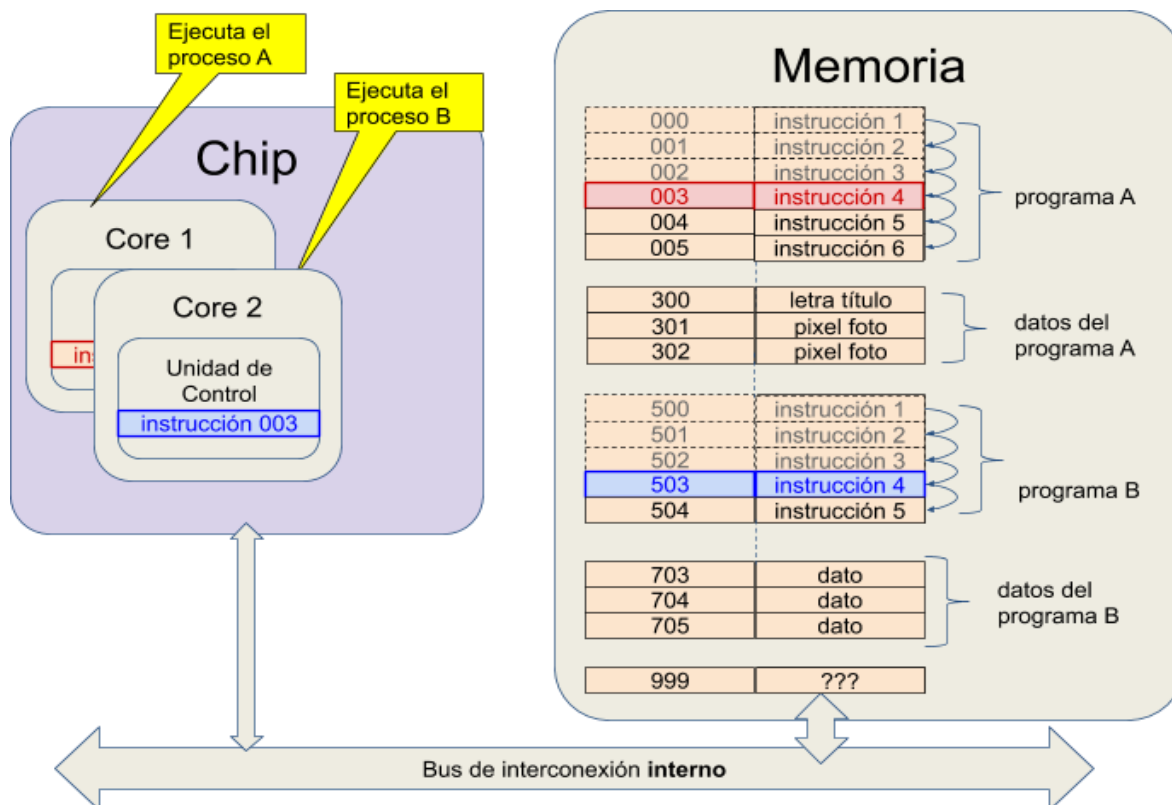 Ejecuta el
proceso A
Ejecuta el
proceso B
Chip
Core 1
Core 2
Unidad de
Control
instrucción 003
Memoria
000 instrucción 1
001 instrucción 2
002 instrucción 3
003 instrucción 4
004 instrucción 5
005 instrucción 6
programa A
300 letra título
301 pixel foto
302 pixel foto
datos del
programa A
500 instrucción 1
501 instrucción 2
502 instrucción 3
503 instrucción 4
504 instrucción 5
programa B
703 dato
704 dato
705 dato
datos del
programa B
999 ???
Bus de interconexión interno